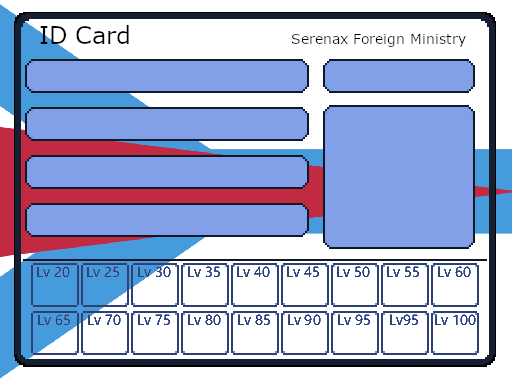 ID Card
Serenax Foreign Ministry
Lv 20 Lv 25 Lv 30 Lv 35 Lv 40 Lv 45 Lv 50 Lv 55 Lv 60
Lv 65 Lv 70 Lv 75 Lv 80 Lv 85 Lv 90 Lv 95 Lv95 Lv 100